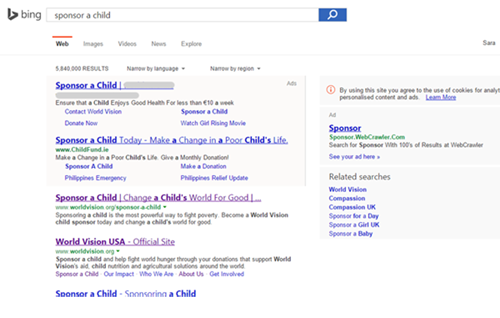 bing
sponsor a child
Web Images Videos News Explore
Sara
5,840,000 RESULTS Narrow by language Narrow by region
Sponsor a Child |
Ads
Ensure that a Child Enjoys Good Health For less than €10 a week
Contact World Vision Sponsor a Child
Donate Now Watch Girl Rising Movie
Sponsor a Child Today - Make a Change in a Poor Child's Life.
www.ChildFund.ie
Make a Change in a Poor Child's Life. Give a Monthly Donation!
Sponsor A Child Make a Donation
Philippines Emergency Philippines Relief Update
Sponsor a Child | Change a Child's World For Good | ...
www.worldvision.org/sponsor-a-child
Sponsoring a child is the most powerful way to fight poverty. Become a World Vision
child sponsor today and change a child's world for good.
World Vision USA - Official Site
www.worldvision.org
Sponsor a child and help fight world hunger through your donations that support World
Vision's aid, child nutrition and agricultural solutions around the world.
Sponsor a Child · Our Impact · Who We Are · About Us · Get Involved
Sponsor a Child - Sponsoring a Child
By using this site you agree to the use of cookies for analyt
personalised content and ads. Learn More
Ad
Sponsor
Sponsor.WebCrawler.Com
Search for Sponsor With 100's of Results at WebCrawler
See your ad here »
Related searches
World Vision
Compassion
Compassion UK
Sponsor for a Day
Sponsor a Girl UK
Sponsor a Baby